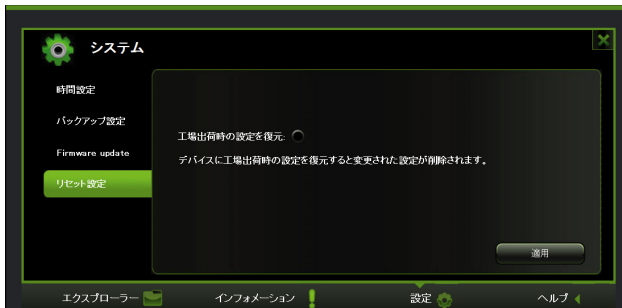 システム
時間設定
バックアップ設定
Firmware update
リセット設定
工場出荷時の設定を復元:
デバイスに工場出荷時の設定を復元すると変更された設定が削除されます。
適用
エクスプローラー
インフォメーション
設定
ヘルプ